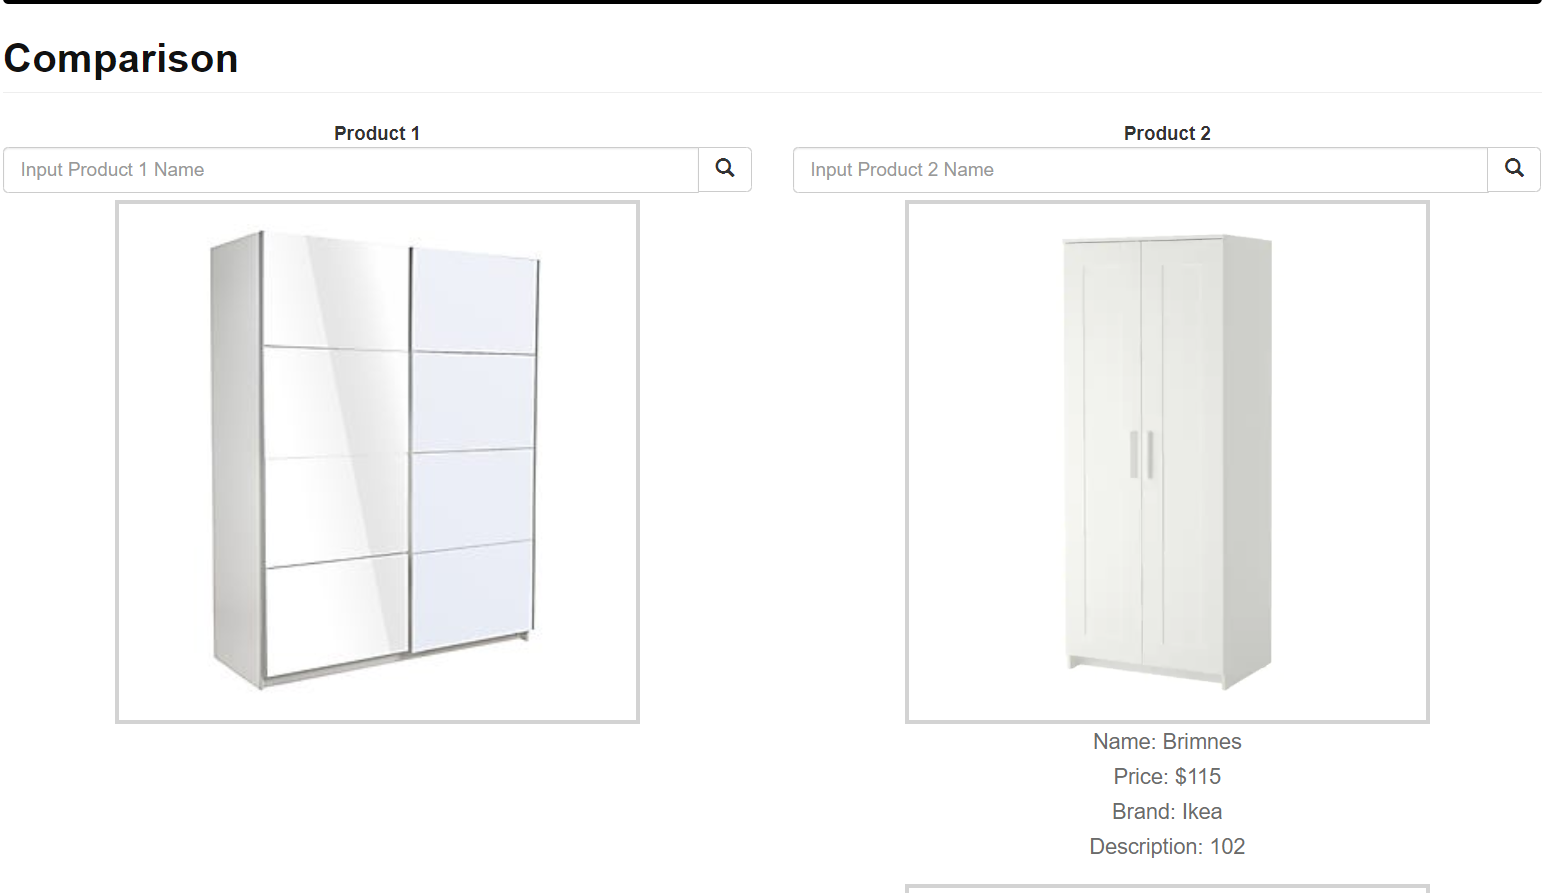 Comparison
Product 1
Input Product 1 Name
Product 2
Input Product 2 Name
Name: Brimnes
Price: $115
Brand: Ikea
Description: 102